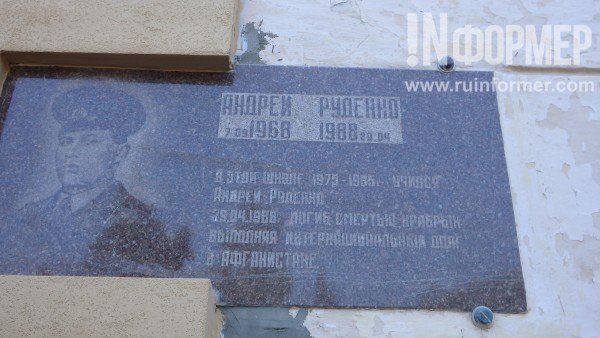 !NФОРМЕР
www.ruinformer.com
АНДРЕЙ РУДЕНКО
7.09 1968 1988 29.04
В ЭТОЙ ШКОЛЕ 1975-1985 УЧИЛСЯ
АНДРЕЙ РУДЕНКО
29.04.1988. ПОГИБ СМЕРТЬЮ ХРАБРЫХ
ВЫПОЛНЯЯ ИНТЕРНАЦИОНАЛЬНЫЙ ДОЛГ
В АФГАНИСТАНЕ